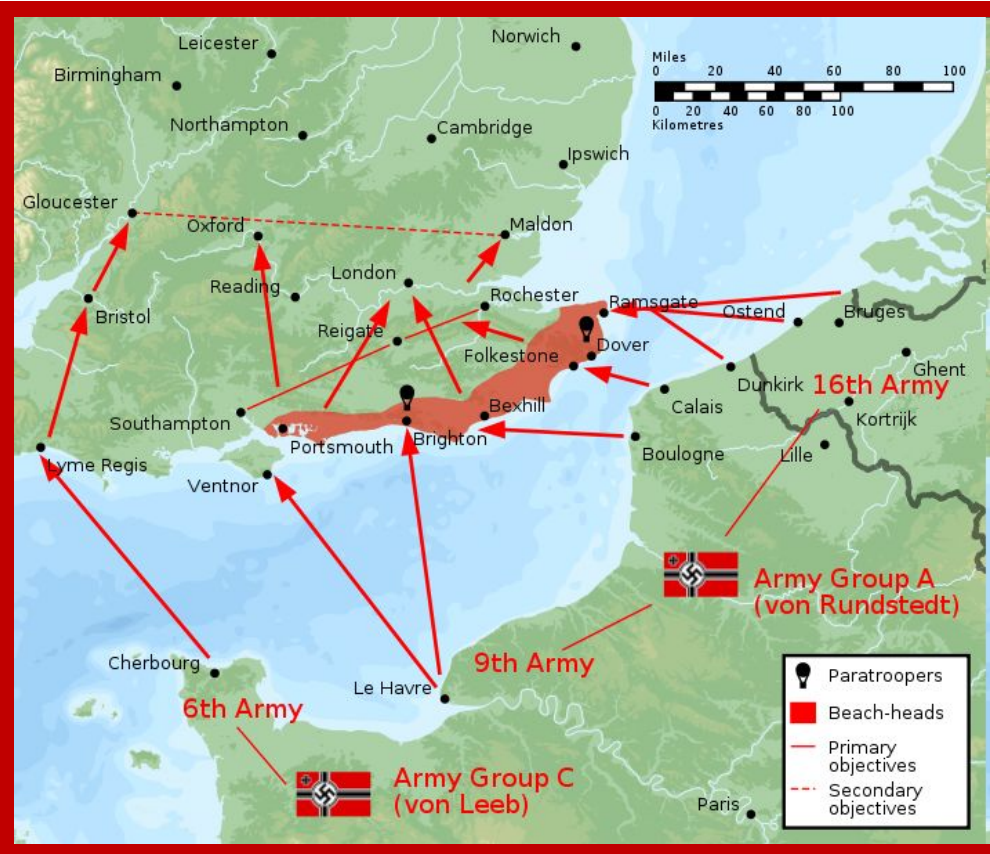 Leicester
Norwich
Birmingham
Miles
0 20 40 60 80 100
0 20 40 60 80 100
Kilometres
Northampton
Cambridge
Ipswich
Gloucester
Oxford
Maldon
London
Reading
Rochester
Ramsgate
Ostend
Bruges
Bristol
Reigate
Dover
Folkestone
Ghent
Dunkirk
16th Army
Calais
Kortrijk
Southampton
Bexhill
Portsmouth
Brighton
Boulogne
Lille
Lyme Regis
Ventnor
Army Group A
(von Rundstedt)
9th Army
Cherbourg
Le Havre
6th Army
Army Group C
(von Leeb)
Paris
Paratroopers
Beach-heads
Primary
objectives
Secondary
objectives